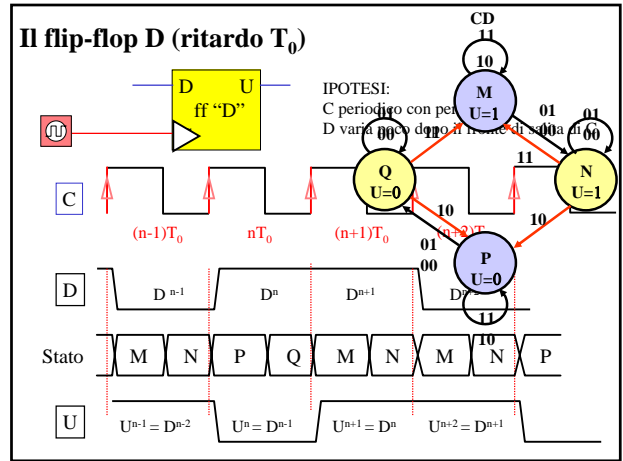 Il flip-flop D (ritardo T₀)
D U
ff “D”
IPOTESI:
C periodico con
D varia poco dopo il fronte di salita di C
CD
11
10
M
U=1
01
00
01
00
01
00
11
11
Q
U=0
N
U=1
10
10
01
00
P
U=0
11
10
C
(n-1)T₀ nT₀ (n+1)T₀ (n+2)T
D
Dⁿ⁻¹ Dⁿ Dⁿ⁺¹
Stato M N P Q M N M N P
U
Uⁿ⁻¹ = Dⁿ⁻² Uⁿ = Dⁿ⁻¹ Uⁿ⁺¹ = Dⁿ Uⁿ⁺² = Dⁿ⁺¹